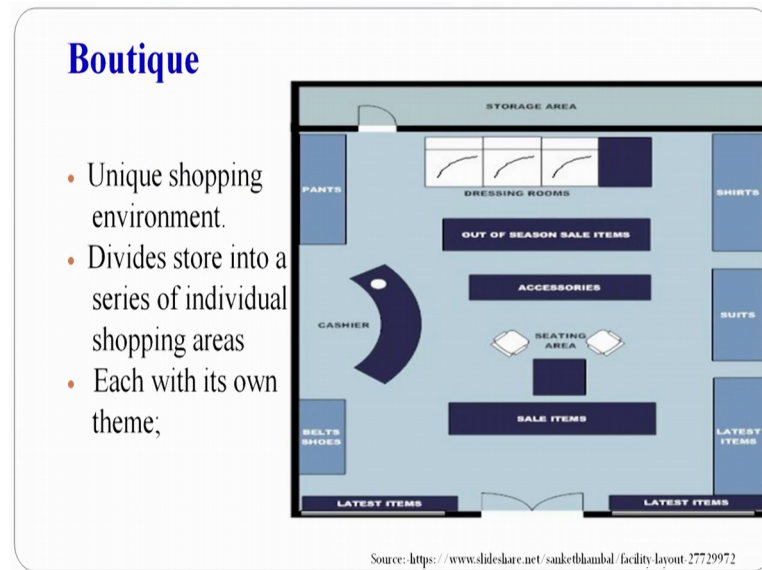 Boutique
• Unique shopping
environment.
• Divides store into a
series of individual
shopping areas
• Each with its own
theme;
STORAGE AREA
PANTS
DRESSING ROOMS
SHIRTS
OUT OF SEASON SALE ITEMS
ACCESSORIES
CASHIER
SEATING
AREA
SUITS
SALE ITEMS
BELTS
SHOES
LATEST
ITEMS
LATEST ITEMS
LATEST ITEMS
Source:-https://www.slideshare.net/sanketbhambal/facility-layout-27729972